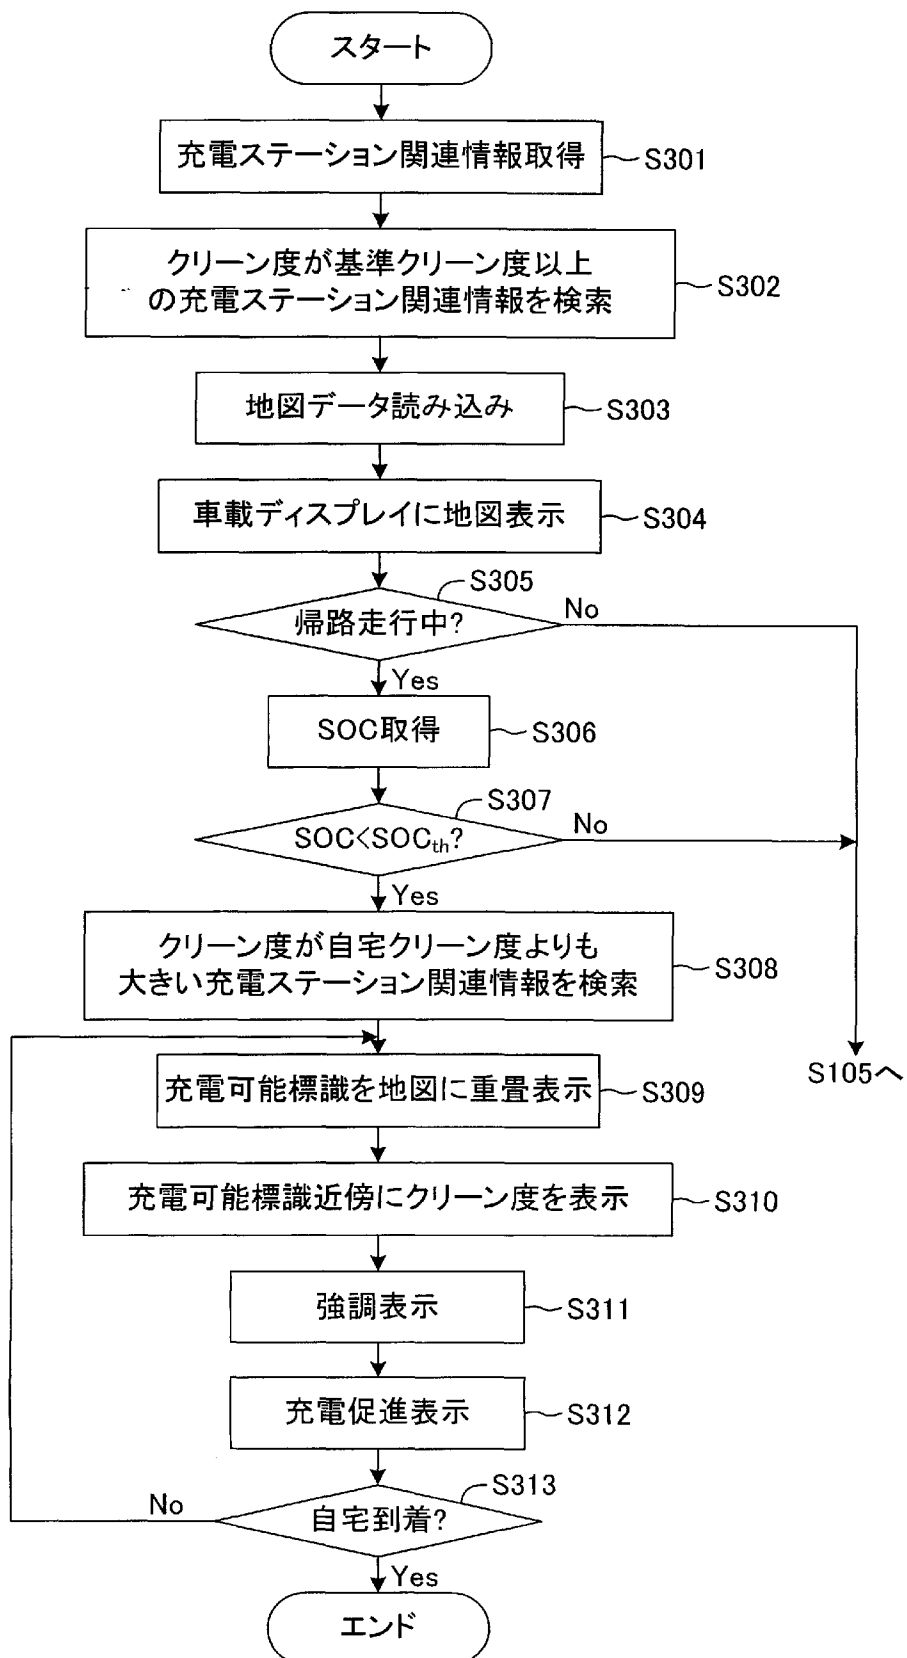 スタート
充電ステーション関連情報取得
S301
クリーン度が基準クリーン度以上
の充電ステーション関連情報を検索
S302
地図データ読み込み
S303
車載ディスプレイに地図表示
S304
S305
帰路走行中?
No
Yes
SOC取得
S306
S307
SOC<SOCth?
No
Yes
クリーン度が自宅クリーン度よりも
大きい充電ステーション関連情報を検索
S308
S105へ
充電可能標識を地図に重畳表示
S309
充電可能標識近傍にクリーン度を表示
S310
強調表示
S311
充電促進表示
S312
S313
自宅到着?
No
Yes
エンド